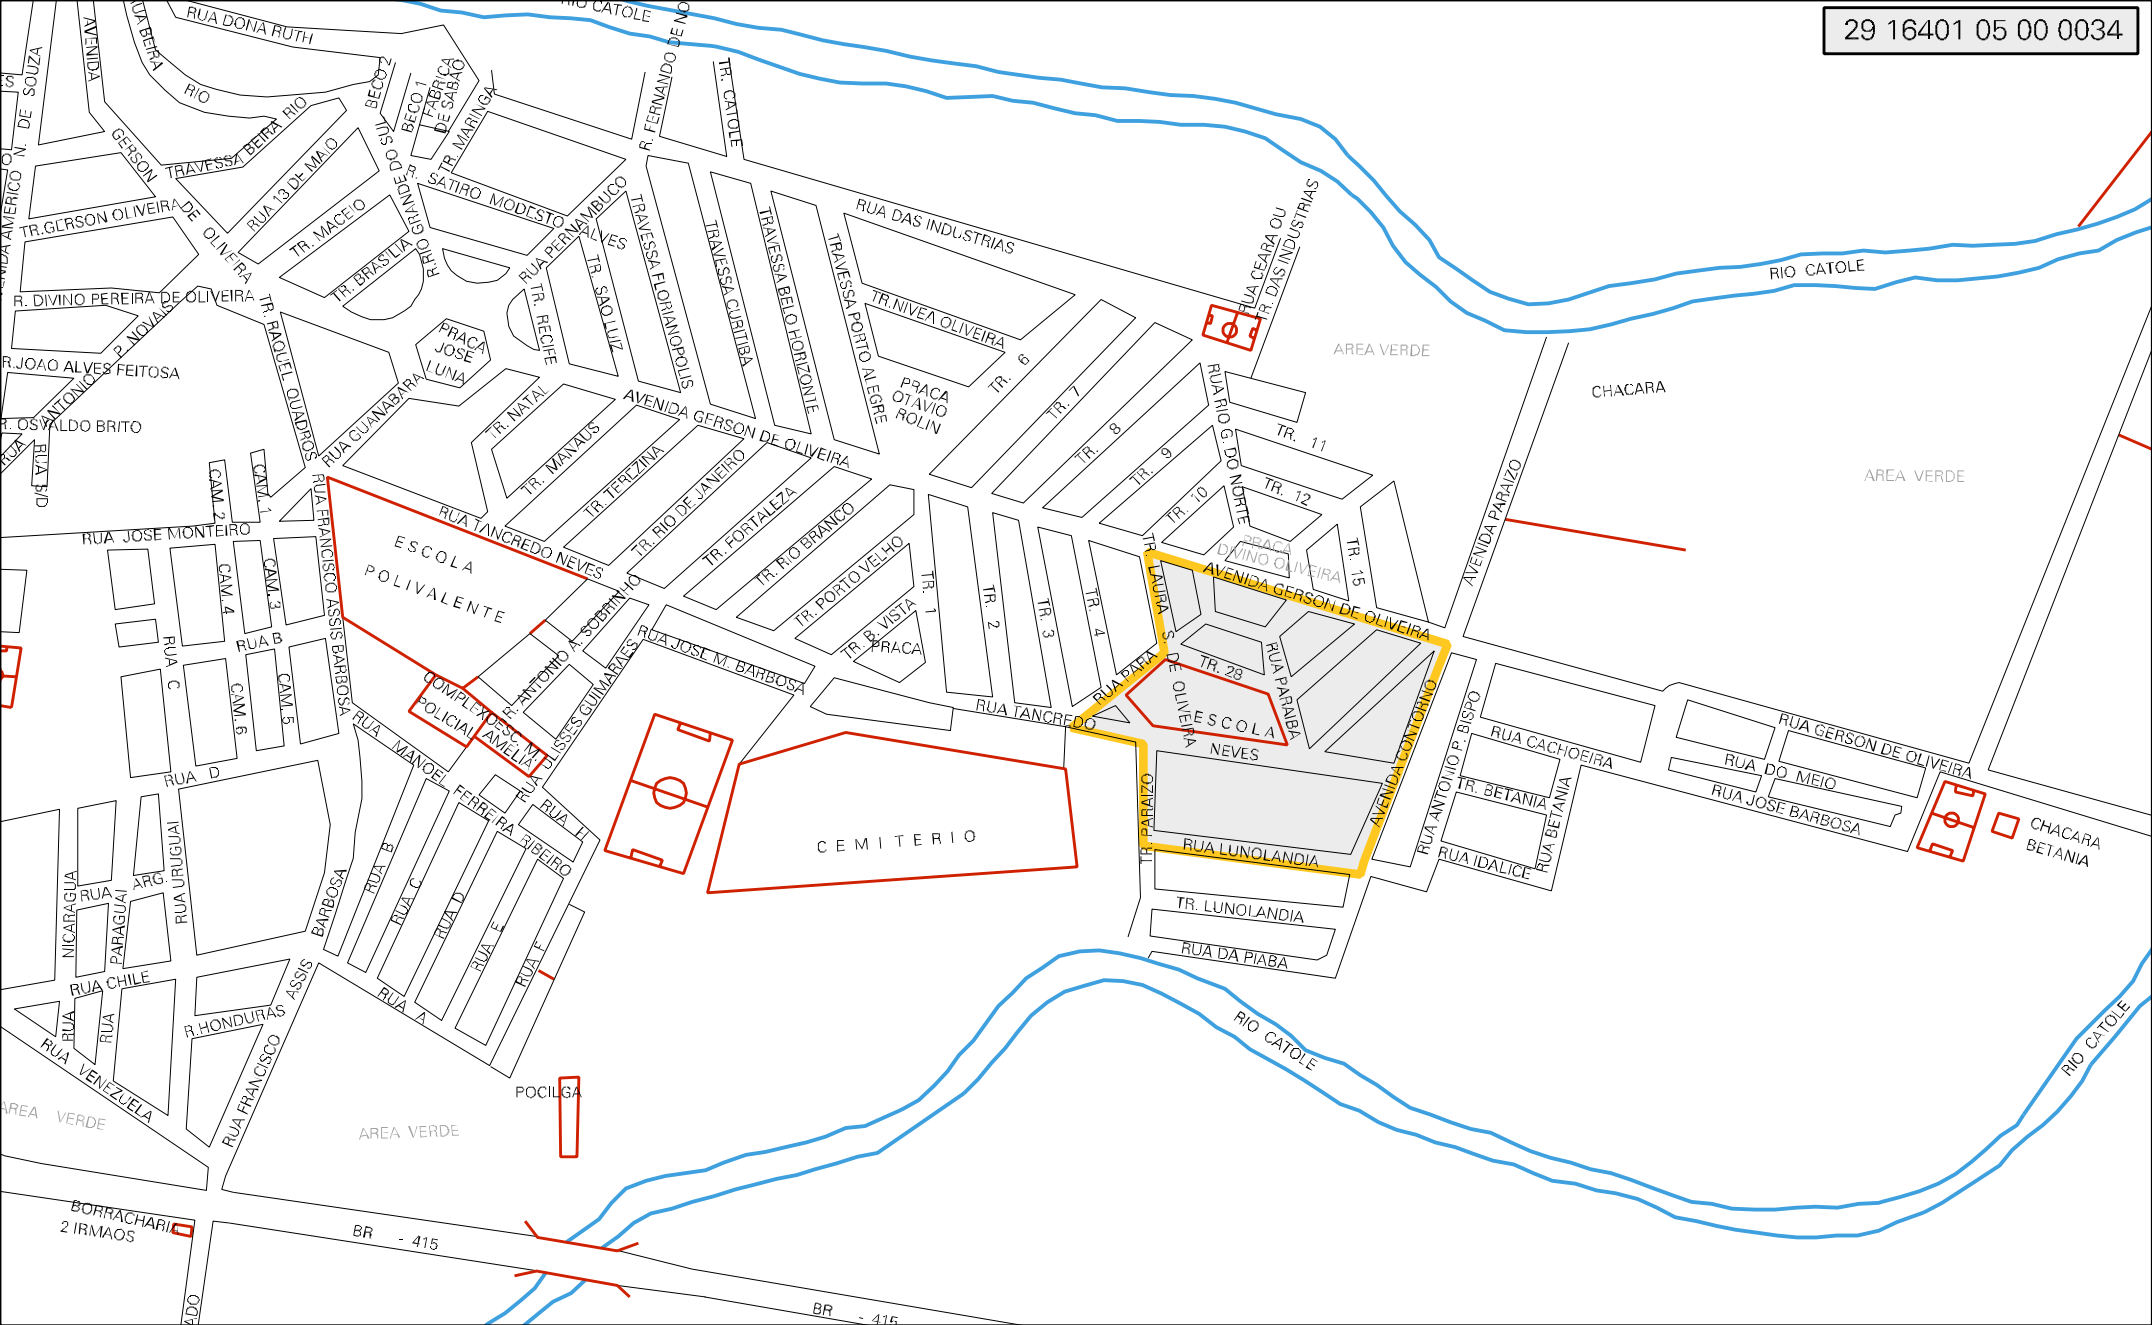 29 16401 05 00 0034
RIO CATOLE
RUA DONA RUTH
AVENIDA
RUA BEIRA
RIO
BECO 2
BECO 1
FABRICA
DE SABAO
TR. MARINGA
R. FERNANDO DE NO
TR. CATOLE
DE SOUZA
N.
AMERICO
GERSON
DE
OLIVEIRA
TRAVESSA BEIRA RIO
RUA 13 DE MAIO
R. SATIRO MODESTO
ALVES
TR.GERSON OLIVEIRA
TR. MACEIO
TR. BRASILIA
R.RIO GRANDE DO SUL
RUA PERNAMBUCO
RUA DAS INDUSTRIAS
RUA CEARA OU
TR. DAS INDUSTRIAS
R. DIVINO PEREIRA DE OLIVEIRA
P. NOVAIS
ANTONIO
RUA
R.JOAO ALVES FEITOSA
R. OSVALDO BRITO
RUA S/D
TR. RAQUEL QUADROS
TR. RECIFE
TR. SAO LUIZ
TRAVESSA FLORIANOPOLIS
TRAVESSA CURITIBA
TRAVESSA BELO HORIZONTE
TRAVESSA PORTO ALEGRE
TR.NIVEA OLIVEIRA
PRACA
JOSE
LUNA
PRACA
OTAVIO
ROLIN
RUA GUANABARA
AVENIDA GERSON DE OLIVEIRA
TR. NATAL
TR. MANAUS
TR. TEREZINA
TR. RIO DE JANEIRO
TR. FORTALEZA
TR. RIO BRANCO
TR. PORTO VELHO
TR. B. VISTA
PRACA
TR. 6
TR. 7
TR. 8
TR. 9
TR. 10
TR. 11
TR. 12
TR. 15
RUA RIO G. DO NORTE
PRACA
DIVINO OLIVEIRA
AREA VERDE
RIO CATOLE
CHACARA
AREA VERDE
AVENIDA PARAIZO
CAM. 2
CAM. 1
RUA JOSE MONTEIRO
CAM. 4
CAM. 3
RUA B
RUA C
CAM. 6
CAM. 5
RUA D
RUA FRANCISCO ASSIS BARBOSA
RUA TANCREDO NEVES
ESCOLA
POLIVALENTE
R. ANTONIO A. SOBRINHO
RUA ULISSES GUIMARAES
RUA JOSE M. BARBOSA
COMPLEXO
POLICIAL
ESC. M.
AMELIA
RUA MANOEL
FERREIRA RIBEIRO
RUA H
TR. 1
TR. 2
TR. 3
TR. 4
TR. LAURA S. DE OLIVEIRA
AVENIDA GERSON DE OLIVEIRA
RUA PARA
TR. 28
RUA PARAIBA
ESCOLA
RUA TANCREDO
NEVES
AVENIDA CONTORNO
RUA ANTONIO P. BISPO
RUA CACHOEIRA
TR. BETANIA
RUA BETANIA
RUA IDALICE
RUA GERSON DE OLIVEIRA
RUA DO MEIO
RUA JOSE BARBOSA
CHACARA
BETANIA
TR. PARAIZO
RUA LUNOLANDIA
TR. LUNOLANDIA
RUA DA PIABA
CEMITERIO
NICARAGUA
RUA
RUA ARG.
PARAGUAI
RUA
RUA URUGUAI
RUA CHILE
R.HONDURAS
RUA VENEZUELA
RUA FRANCISCO ASSIS BARBOSA
RUA B
RUA C
RUA D
RUA E
RUA F
RUA A
POCILGA
AREA VERDE
AREA VERDE
RIO CATOLE
RIO CATOLE
BORRACHARIA
2 IRMAOS
BR - 415
BR - 415